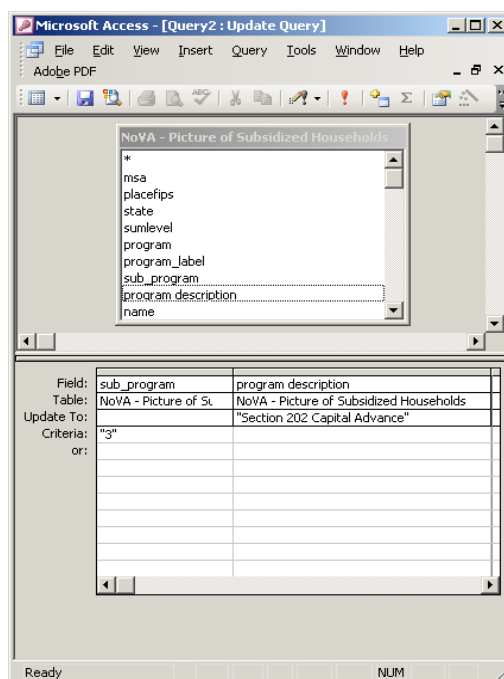 Microsoft Access - [Query2 : Update Query]
File Edit View Insert Query Tools Window Help
Adobe PDF
ABC
NoVA - Picture of Subsidized Households
*
msa
placefips
state
sumlevel
program
program_label
sub_program
program description
name
Field: sub_program program description
Table: NoVA - Picture of Su NoVA - Picture of Subsidized Households
Update To: "Section 202 Capital Advance"
Criteria: "3"
or:
Ready NUM